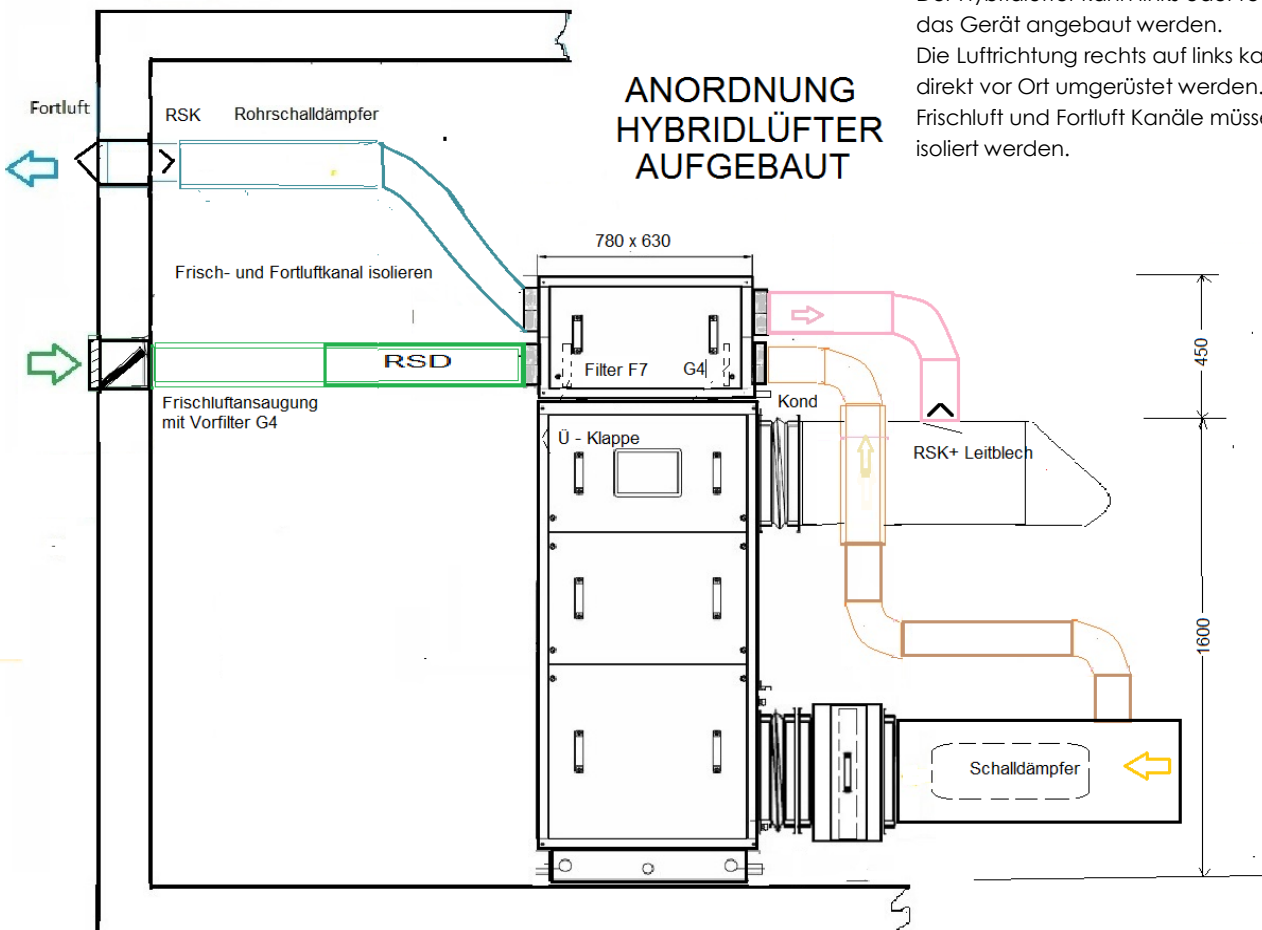 das Gerät angebaut werden.
Die Luftrichtung rechts auf links
direkt vor Ort umgerüstet werden.
Frischluft und Fortluft Kanäle
isoliert werden.
ANORDNUNG
HYBRIDLÜFTER
AUFGEBAUT
Fortluft
RSK
Rohrschalldämpfer
780 x 630
Frisch- und Fortluftkanal isolieren
RSD
Filter F7
G4
450
Kond
Frischluftansaugung
mit Vorfilter G4
Ü - Klappe
RSK+ Leitblech
1600
Schalldämpfer